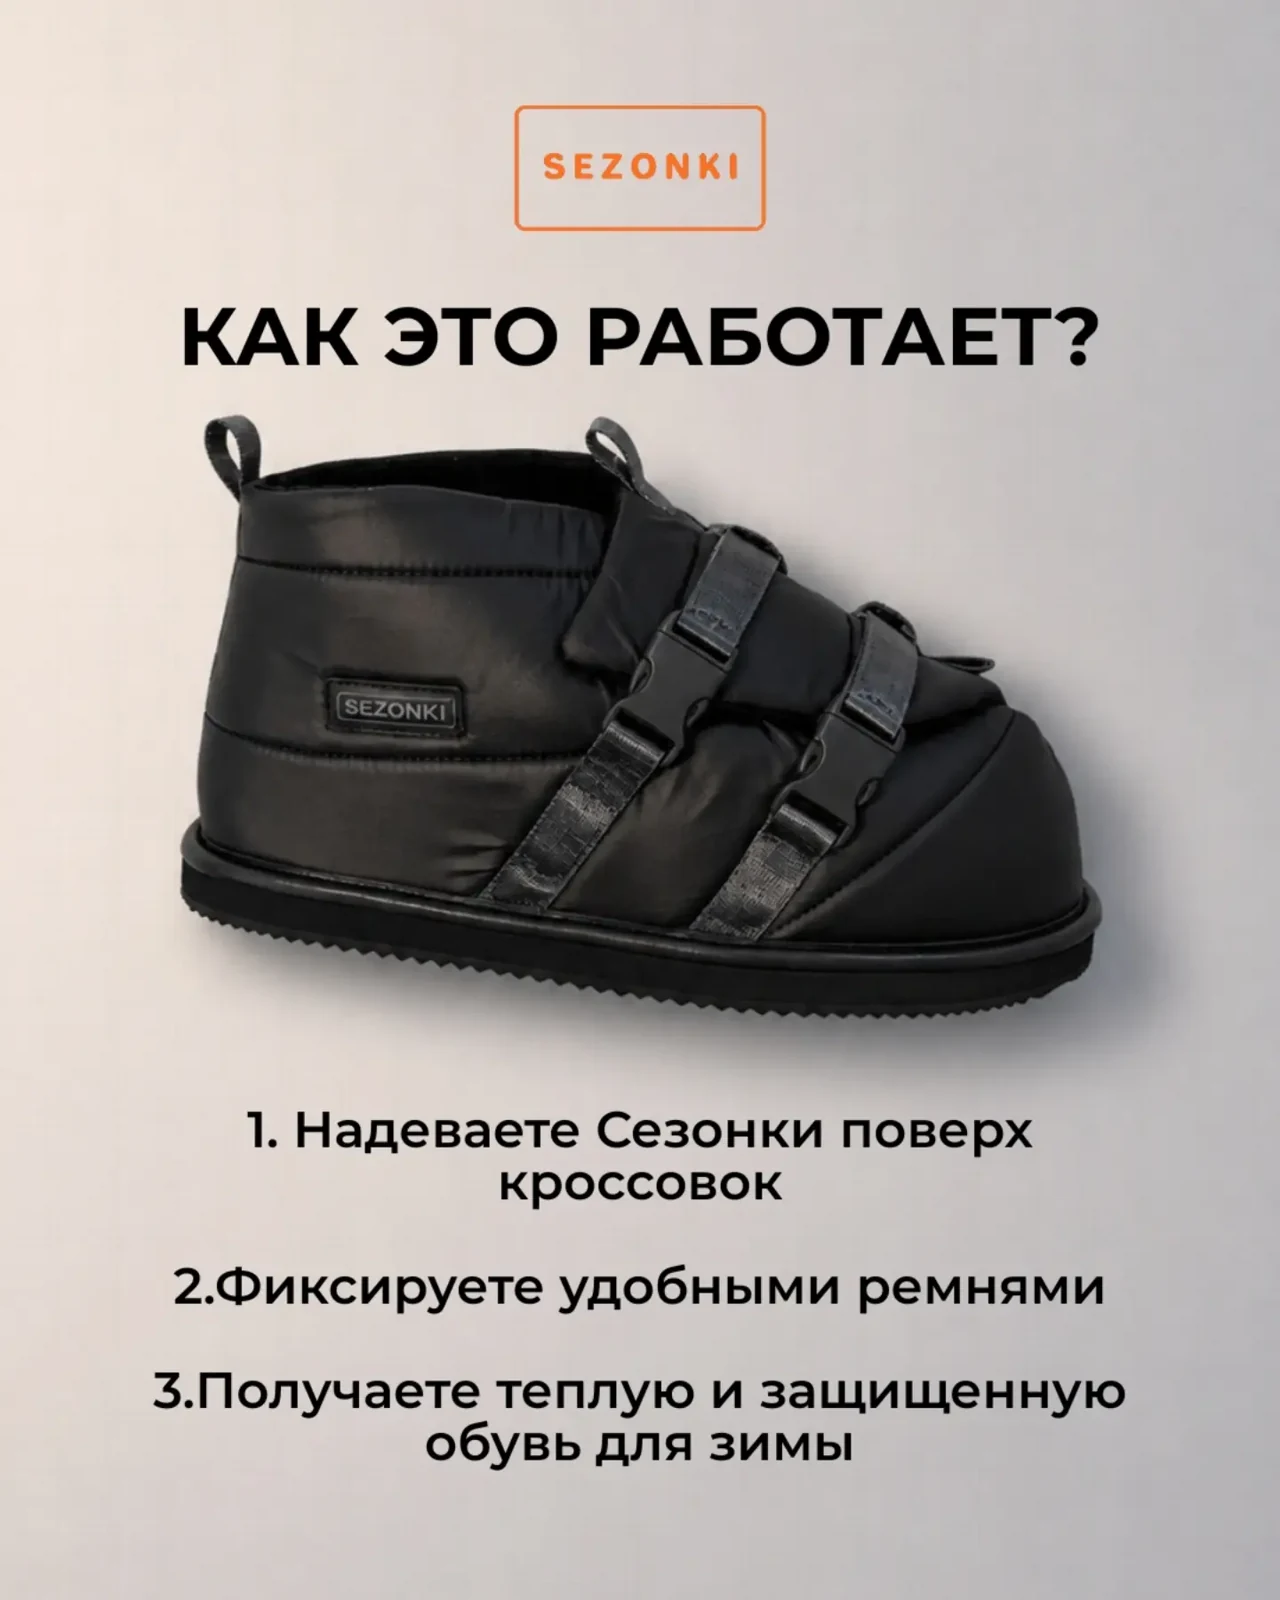 SEZONKI
КАК ЭТО РАБОТАЕТ?
SEZONKI
1. Надеваете Сезонки поверх
кроссовок
2.Фиксируете удобными ремнями
3.Получаете теплую и защищенную
обувь для зимы